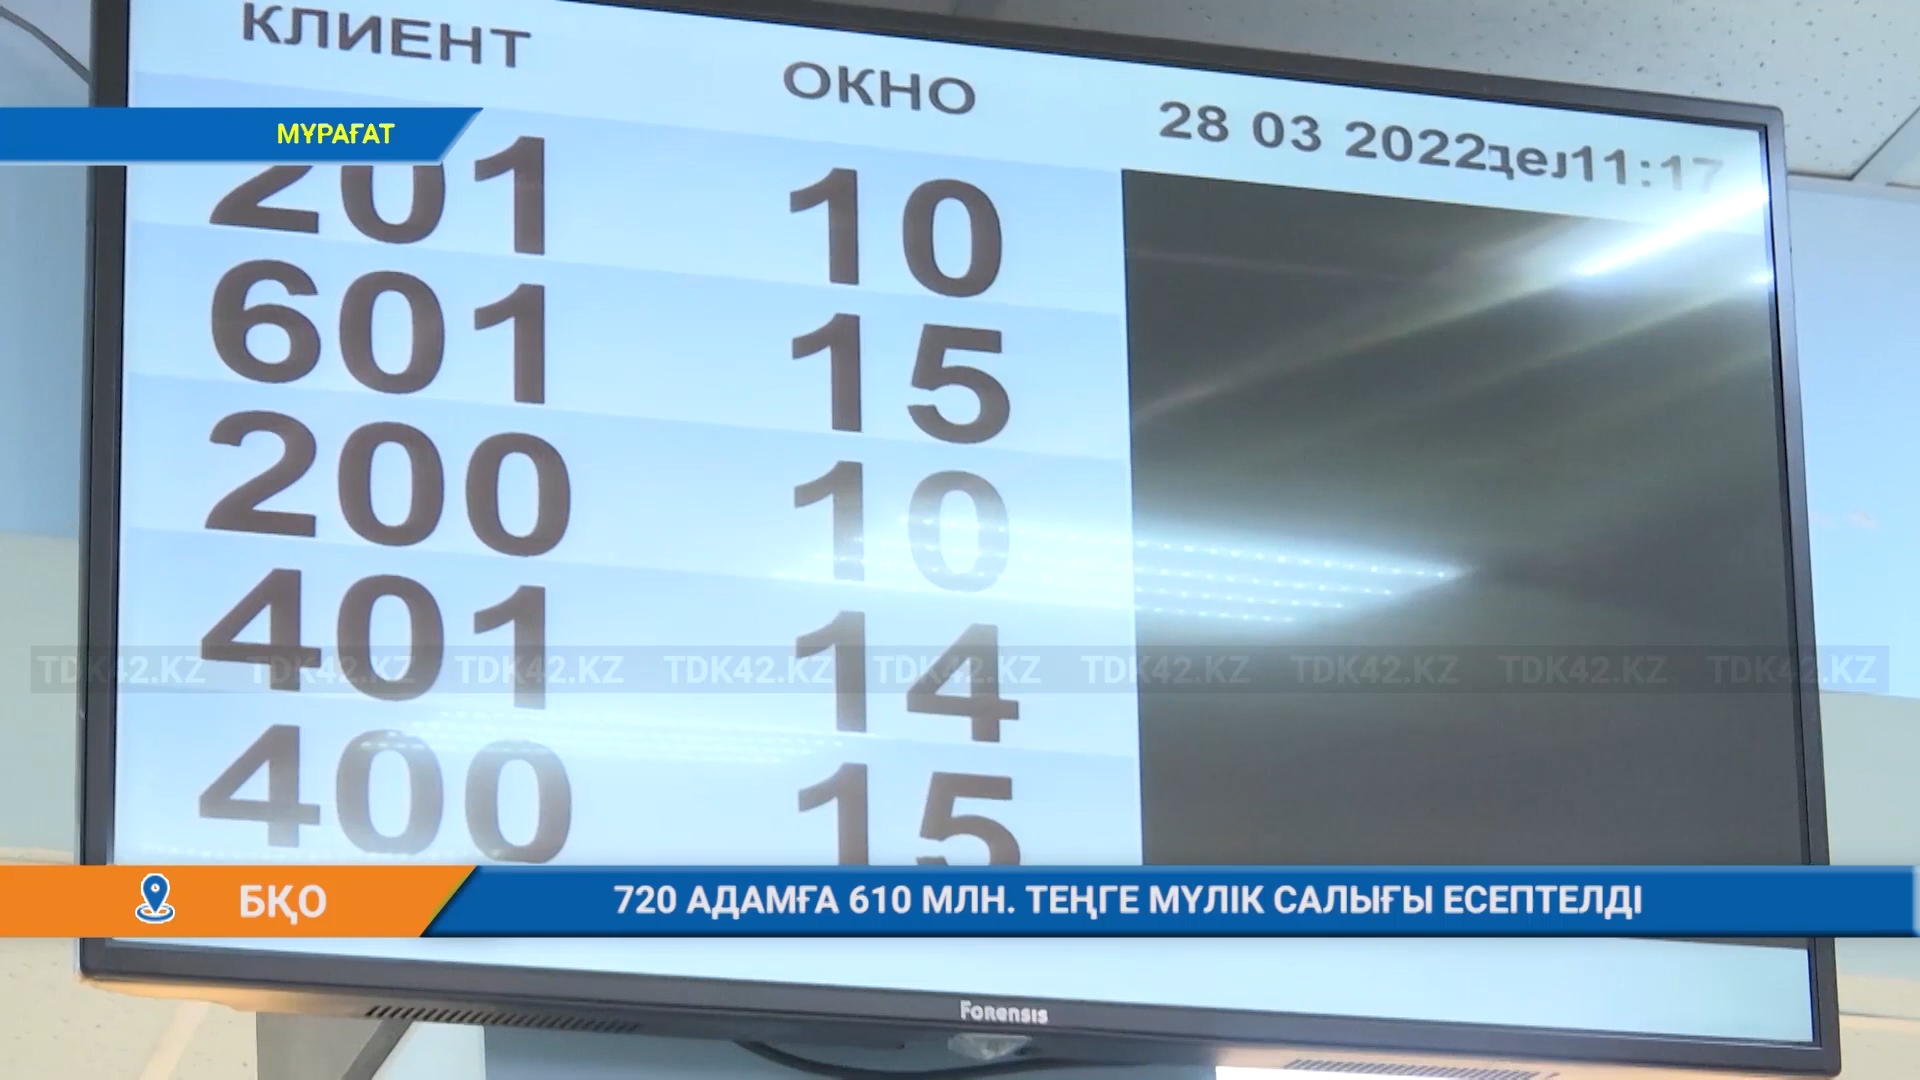 КЛИЕНТ ОКНО 28 03 2022 11:17
МҰРАҒАТ
201 10
601 15
200 10
401 14
TDK42.KZ TDK42.KZ TDK42.KZ TDK42.KZ TDK42.KZ TDK42.KZ TDK42.KZ TDK42.KZ TDK42.KZ
400 15
БҚО 720 АДАМҒА 610 МЛН. ТЕҢГЕ МҮЛІК САЛЫҒЫ ЕСЕПТЕЛДІ
Forensis